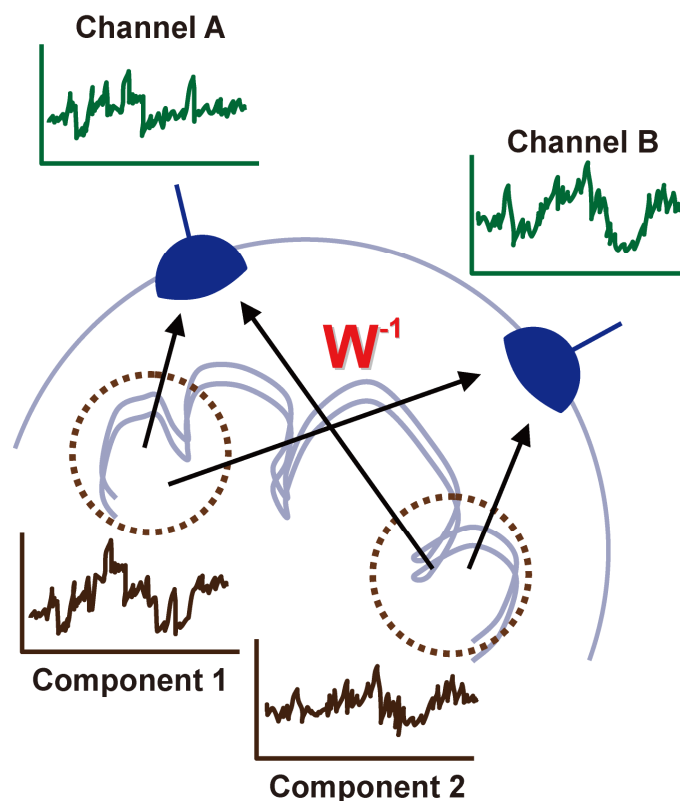 Channel A
Channel B
W⁻¹
Component 1
Component 2